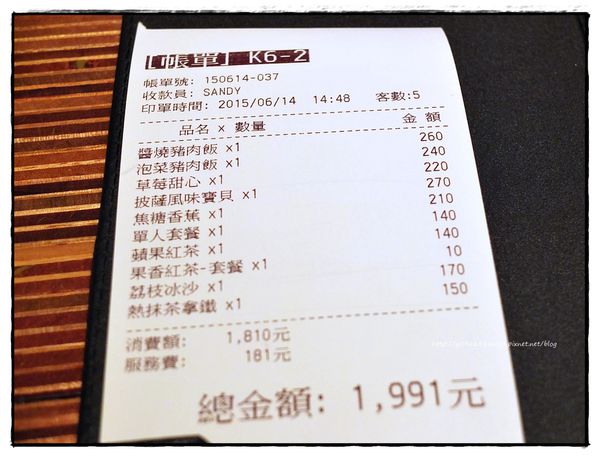 [帳單] K6-2
帳單號: 150614-037
收款員: SANDY
印單時間: 2015/06/14 14:48 客數:5
品名 x 數量 金 額
醬燒豬肉飯 x1 260
泡菜豬肉飯 x1 240
草莓甜心 x1 220
披薩風味寶貝 x1 270
焦糖香蕉 x1 210
單人套餐 x1 140
蘋果紅茶 x1 140
果香紅茶-套餐 x1 10
荔枝冰沙 x1 170
熱抹茶拿鐵 x1 150
消費額: 1,810元
服務費: 181元
總金額: 1,991元